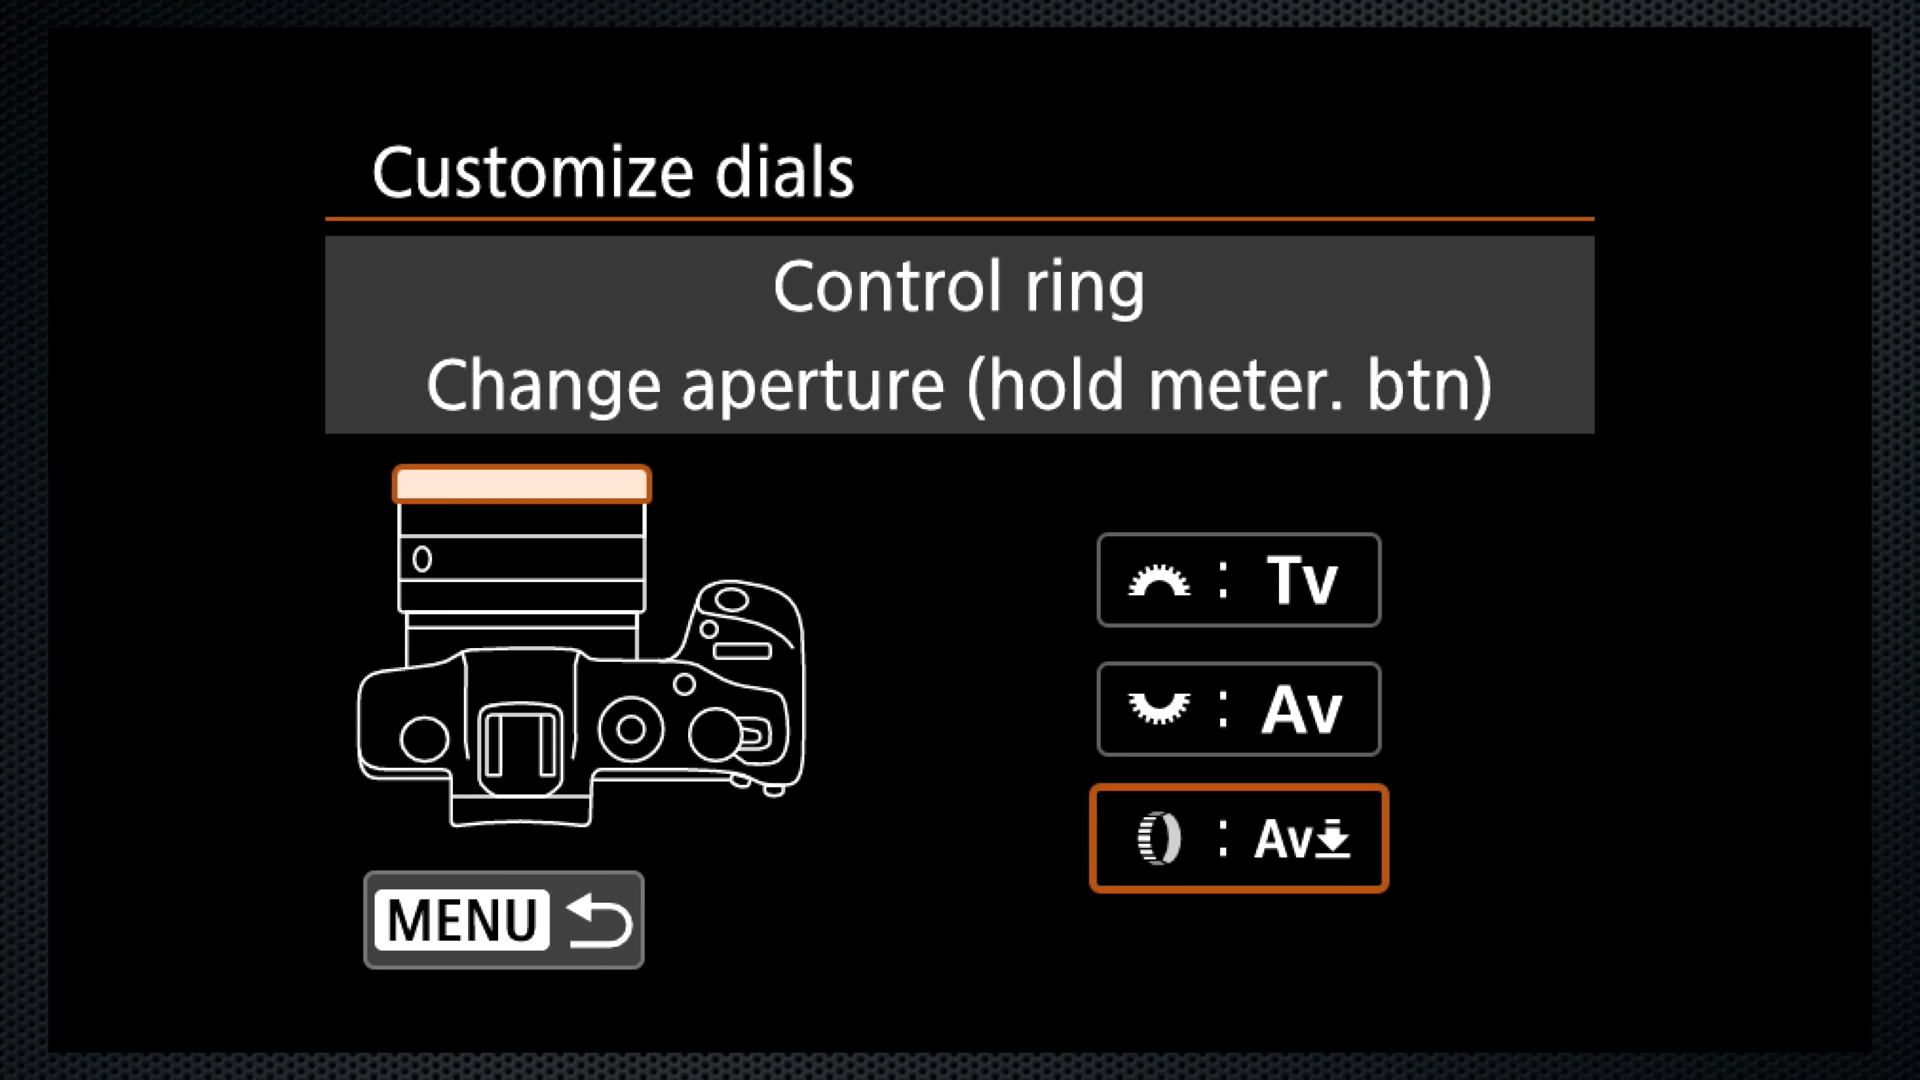 Customize dials
Control ring
Change aperture (hold meter. btn)
: Tv
: Av
: Av
MENU